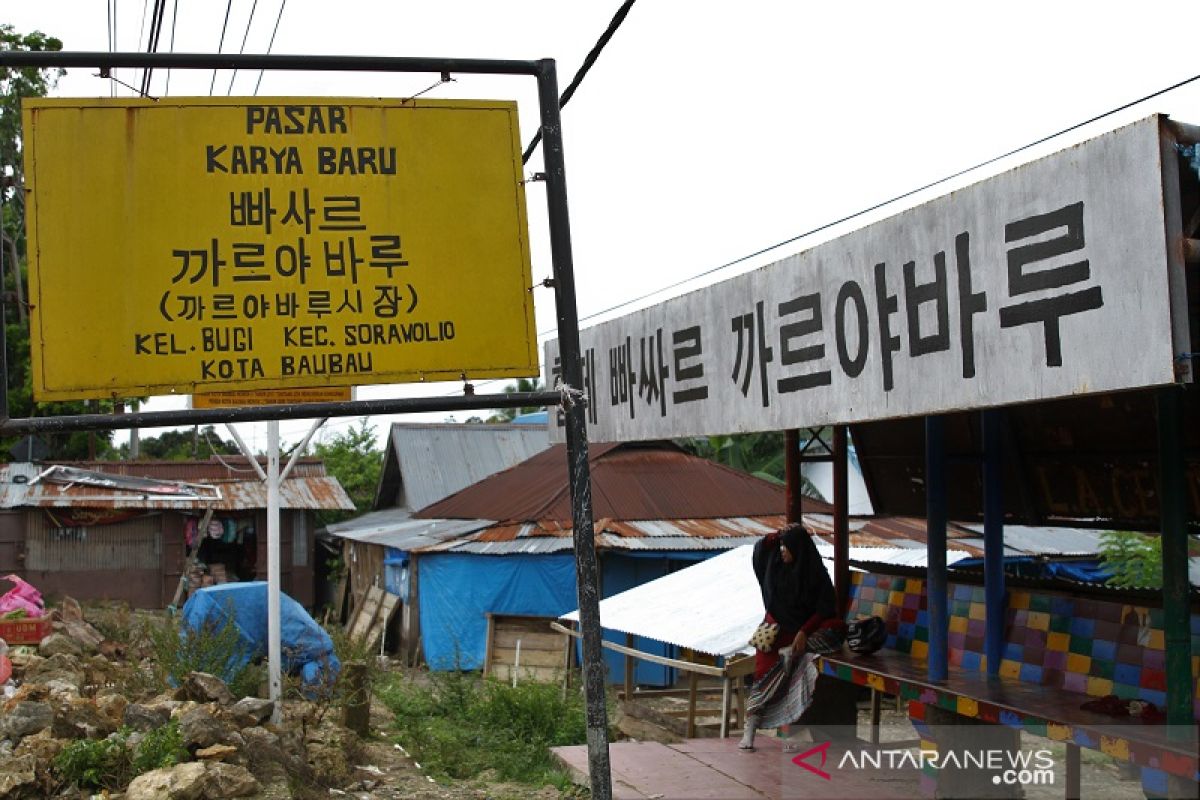 PASAR
KARYA BARU
빠사르
까르야바루
(까르야바루시장)
KEL. BUGI KEC. SORAWOLIO
KOTA BAUBAU
빠싸르 까르야바루
ANTARANEWS
.com